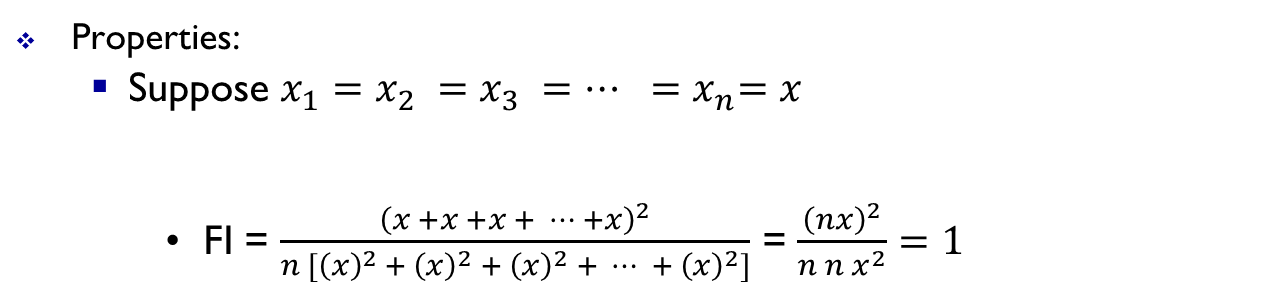 ❖ Properties:
▪ Suppose x₁ = x₂ = x₃ = ⋯ = xₙ= x
• FI = (x +x +x + ⋯ +x)² / n [(x)² + (x)² + (x)² + ⋯ + (x)²] = (nx)² / n n x² = 1